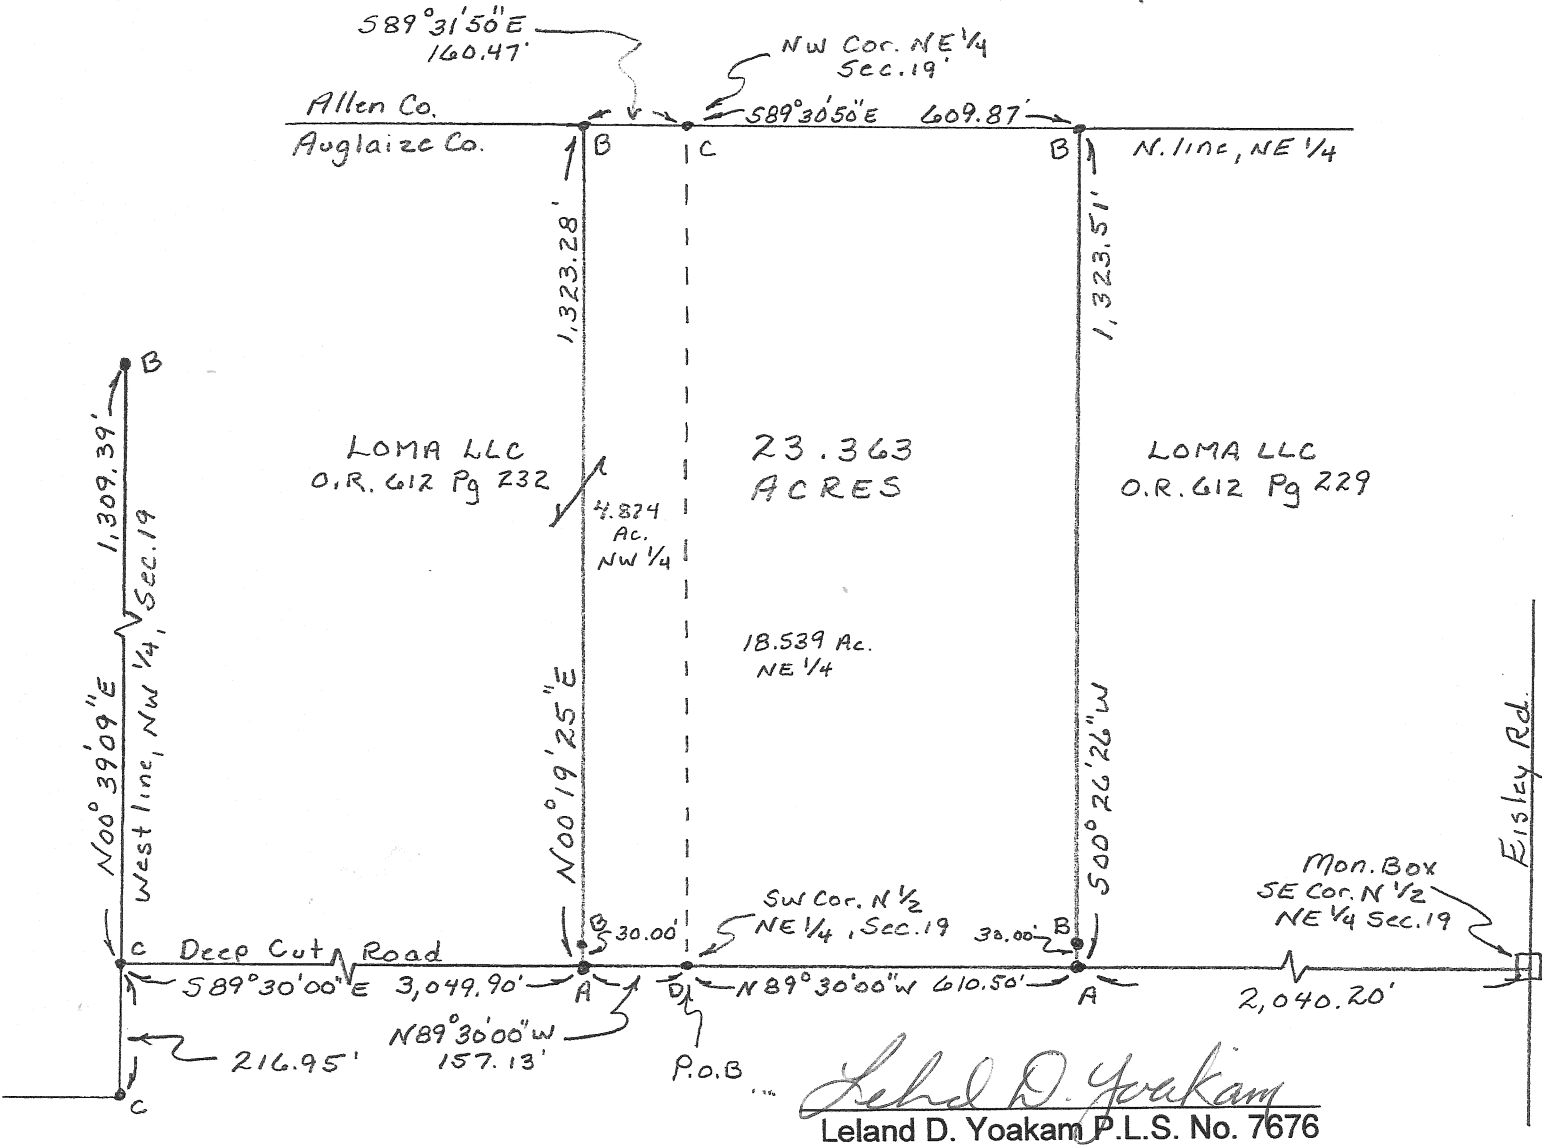 S89°31'50"E
160.47'
NW Cor. NE 1/4
Sec.19
Allen Co.
S89°30'50"E 609.87'
Auglaize Co.
B
C
B
N. line, NE 1/4
1,323.28'
1,323.51'
B
1,309.39'
LOMA LLC
O.R. 612 Pg 232
23.363
ACRES
LOMA LLC
O.R. 612 Pg 229
4.824
Ac.
NW 1/4
18.539 Ac.
NE 1/4
N00°39'09"E
West line, NW 1/4, Sec.19
N00°19'25"E
S00°26'26"W
Eisley Rd.
Mon. Box
SE Cor. N 1/2
NE 1/4 Sec.19
SW Cor. N 1/2
NE 1/4, Sec.19
B
30.00'
30.00'
B
C
Deep Cut Road
S89°30'00"E 3,049.90'
A
D
N89°30'00"W 610.50'
A
2,040.20'
N89°30'00"W
157.13'
216.95'
P.O.B
C
Leland D. Yoakam
Leland D. Yoakam P.L.S. No. 7676